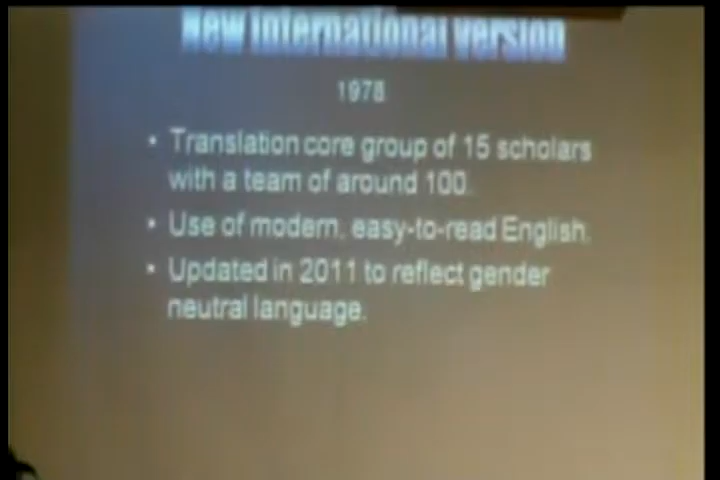 New International Version
1978
• Translation core group of 15 scholars
with a team of around 100.
• Use of modern, easy-to-read English.
• Updated in 2011 to reflect gender
neutral language.